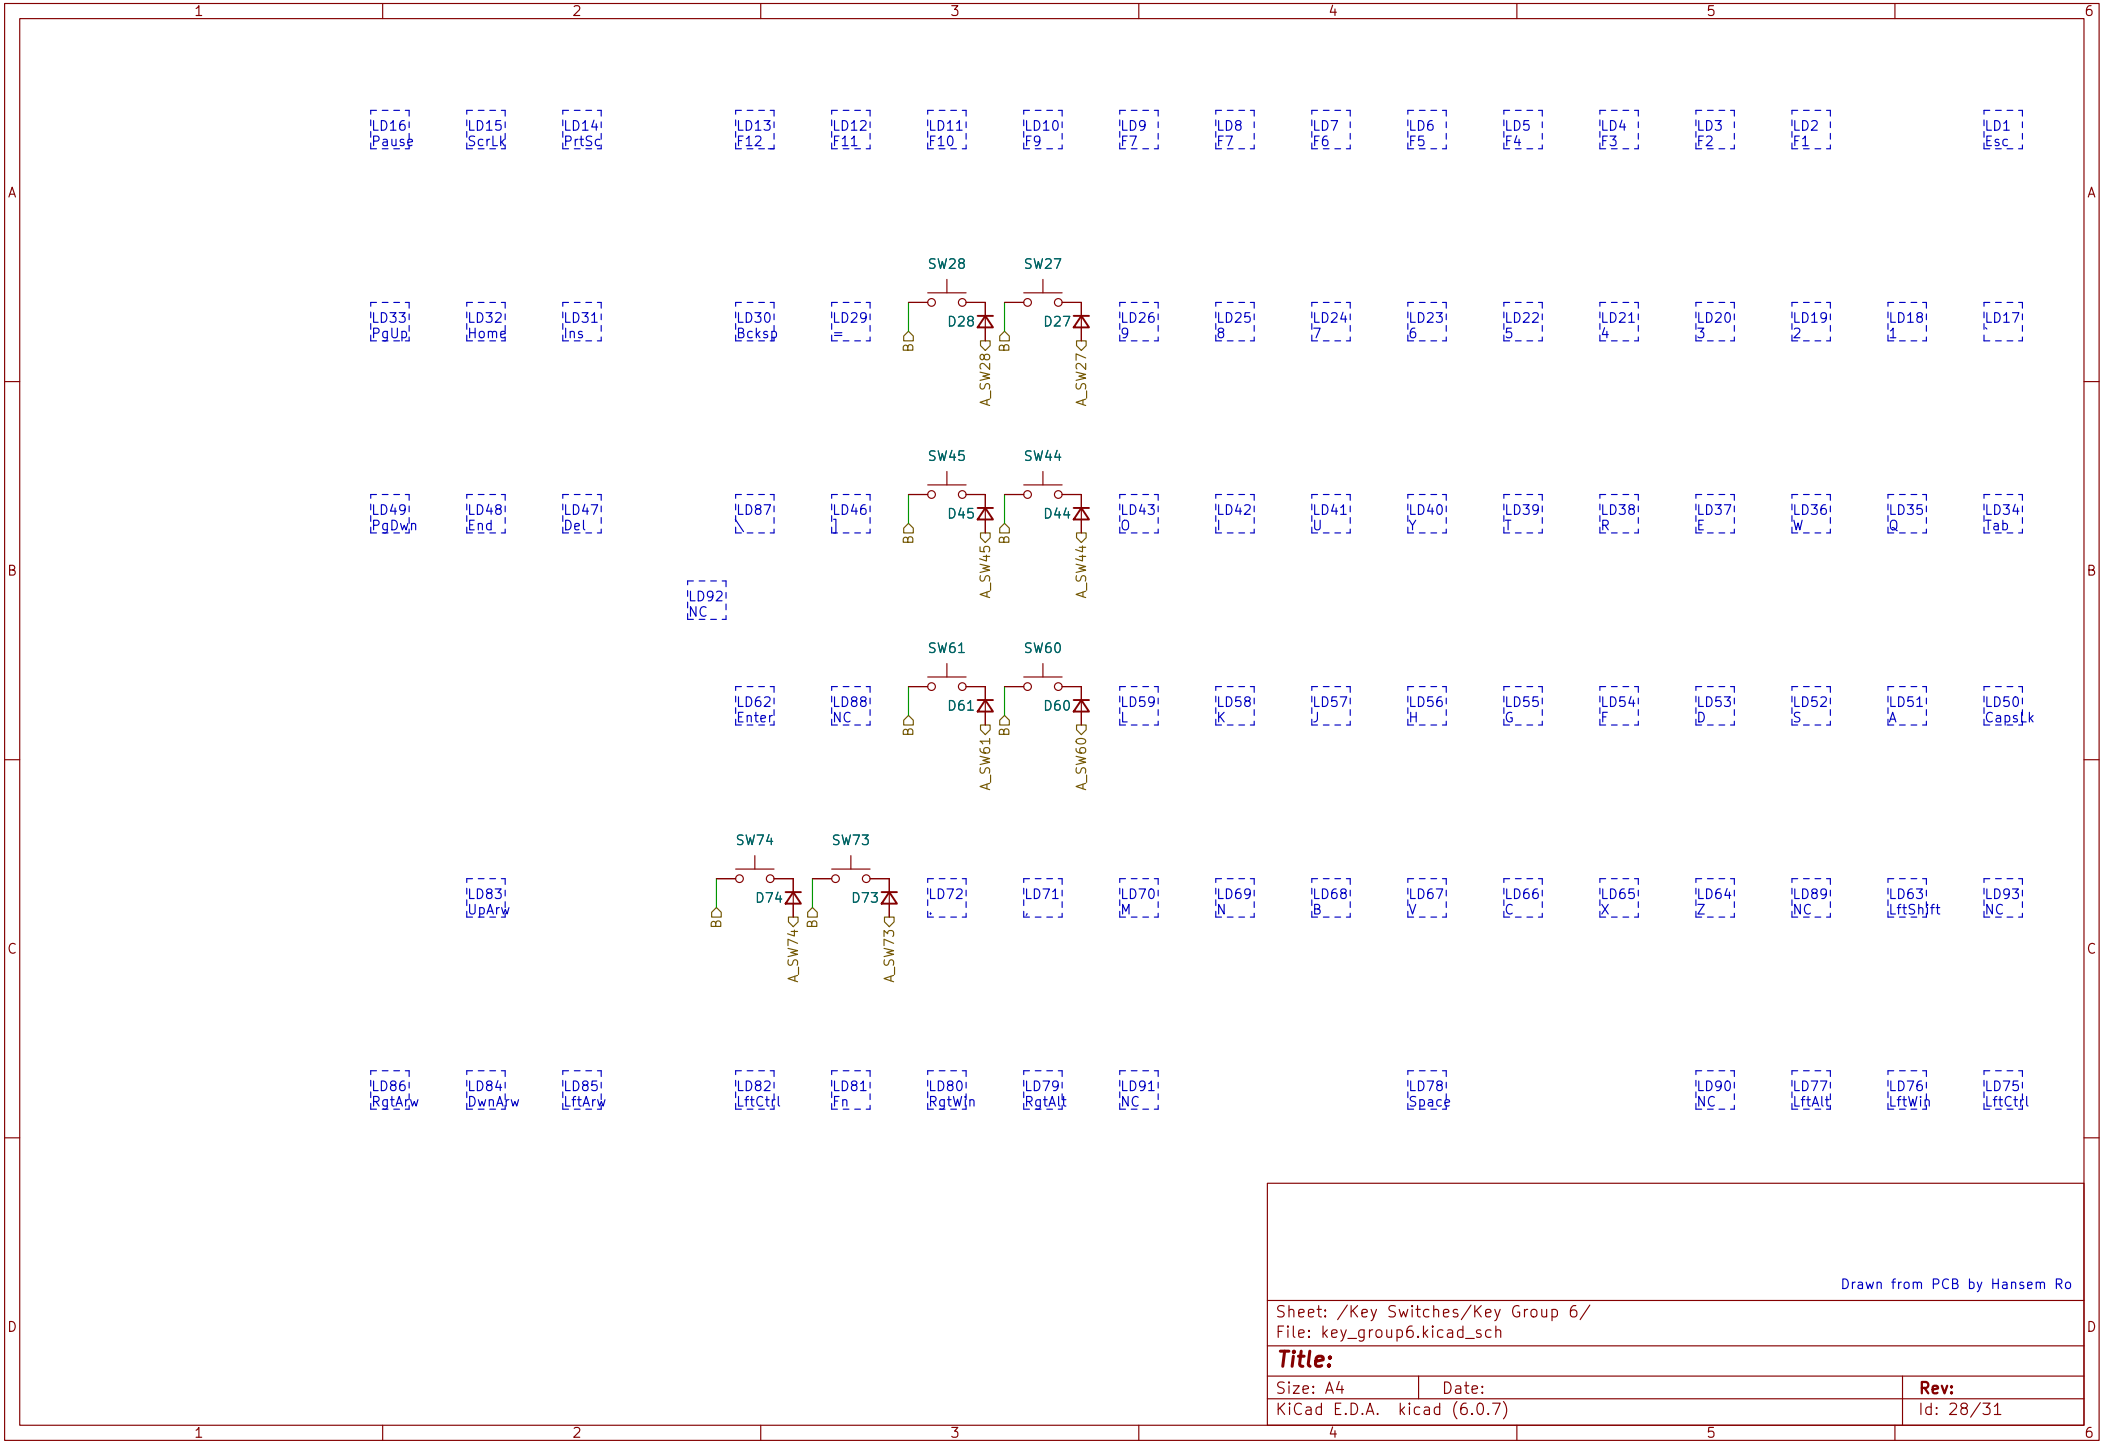 1 2 3 4 5 6
LD16 LD15 LD14 LD13 LD12 LD11 LD10 LD9 LD8 LD7 LD6 LD5 LD4 LD3 LD2 LD1
Pause ScrLk PrtSc F12 F11 F10 F9 F7 F7 F6 F5 F4 F3 F2 F1 Esc
A A
SW28 SW27
LD33 LD32 LD31 LD30 LD29 D28 D27 LD26 LD25 LD24 LD23 LD22 LD21 LD20 LD19 LD18 LD17
PgUp Home Ins Bcksp = 9 8 7 6 5 4 3 2 1 `
B B
A_SW28 A_SW27
SW45 SW44
LD49 LD48 LD47 LD87 LD46 D45 D44 LD43 LD42 LD41 LD40 LD39 LD38 LD37 LD36 LD35 LD34
PgDwn End Del \ ] O I U Y T R E W Q Tab
B B
A_SW45 A_SW44
B B
LD92
NC
SW61 SW60
LD62 LD88 D61 D60 LD59 LD58 LD57 LD56 LD55 LD54 LD53 LD52 LD51 LD50
Enter NC L K J H G F D S A CapsLk
B B
A_SW61 A_SW60
SW74 SW73
LD83 D74 D73 LD72 LD71 LD70 LD69 LD68 LD67 LD66 LD65 LD64 LD89 LD63 LD93
UpArw . , M N B V C X Z NC LftShift NC
B B
A_SW74 A_SW73
C C
LD86 LD84 LD85 LD82 LD81 LD80 LD79 LD91 LD78 LD90 LD77 LD76 LD75
RgtArw DwnArw LftArw LftCtrl Fn RgtWin RgtAlt NC Space NC LftAlt LftWin LftCtrl
Drawn from PCB by Hansem Ro
Sheet: /Key Switches/Key Group 6/
File: key_group6.kicad_sch
D D
Title:
Size: A4 Date: Rev:
KiCad E.D.A. kicad (6.0.7) Id: 28/31
1 2 3 4 5 6